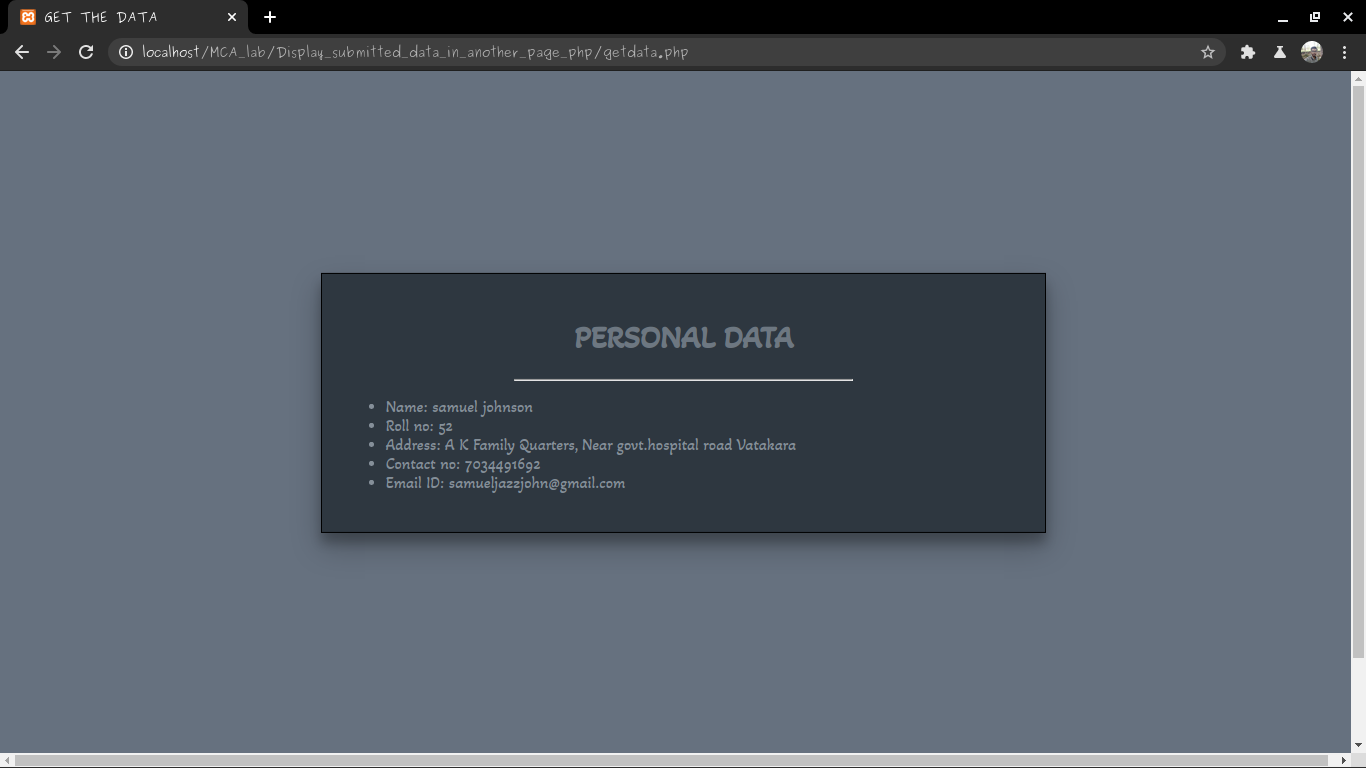 GET THE DATA
localhost/MCA_lab/Display_submitted_data_in_another_page_php/getdata.php
PERSONAL DATA
Name: samuel johnson
Roll no: 52
Address: A K Family Quarters, Near govt.hospital road Vatakara
Contact no: 7034491692
Email ID: samueljazzjohn@gmail.com